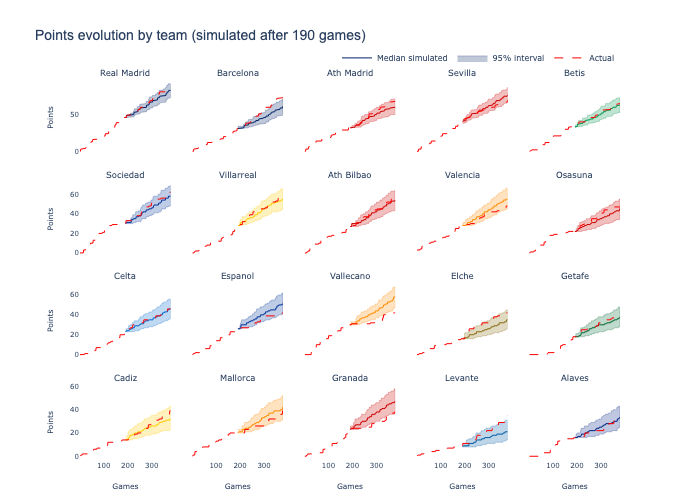 Points evolution by team (simulated after 190 games)
Median simulated 95% interval Actual
Real Madrid Barcelona Ath Madrid Sevilla Betis
Points
50
0
Sociedad Villarreal Ath Bilbao Valencia Osasuna
Points
60
40
20
0
Celta Espanol Vallecano Elche Getafe
Points
60
40
20
0
Cadiz Mallorca Granada Levante Alaves
Points
60
40
20
0
100 200 300 100 200 300 100 200 300 100 200 300 100 200 300
Games Games Games Games Games